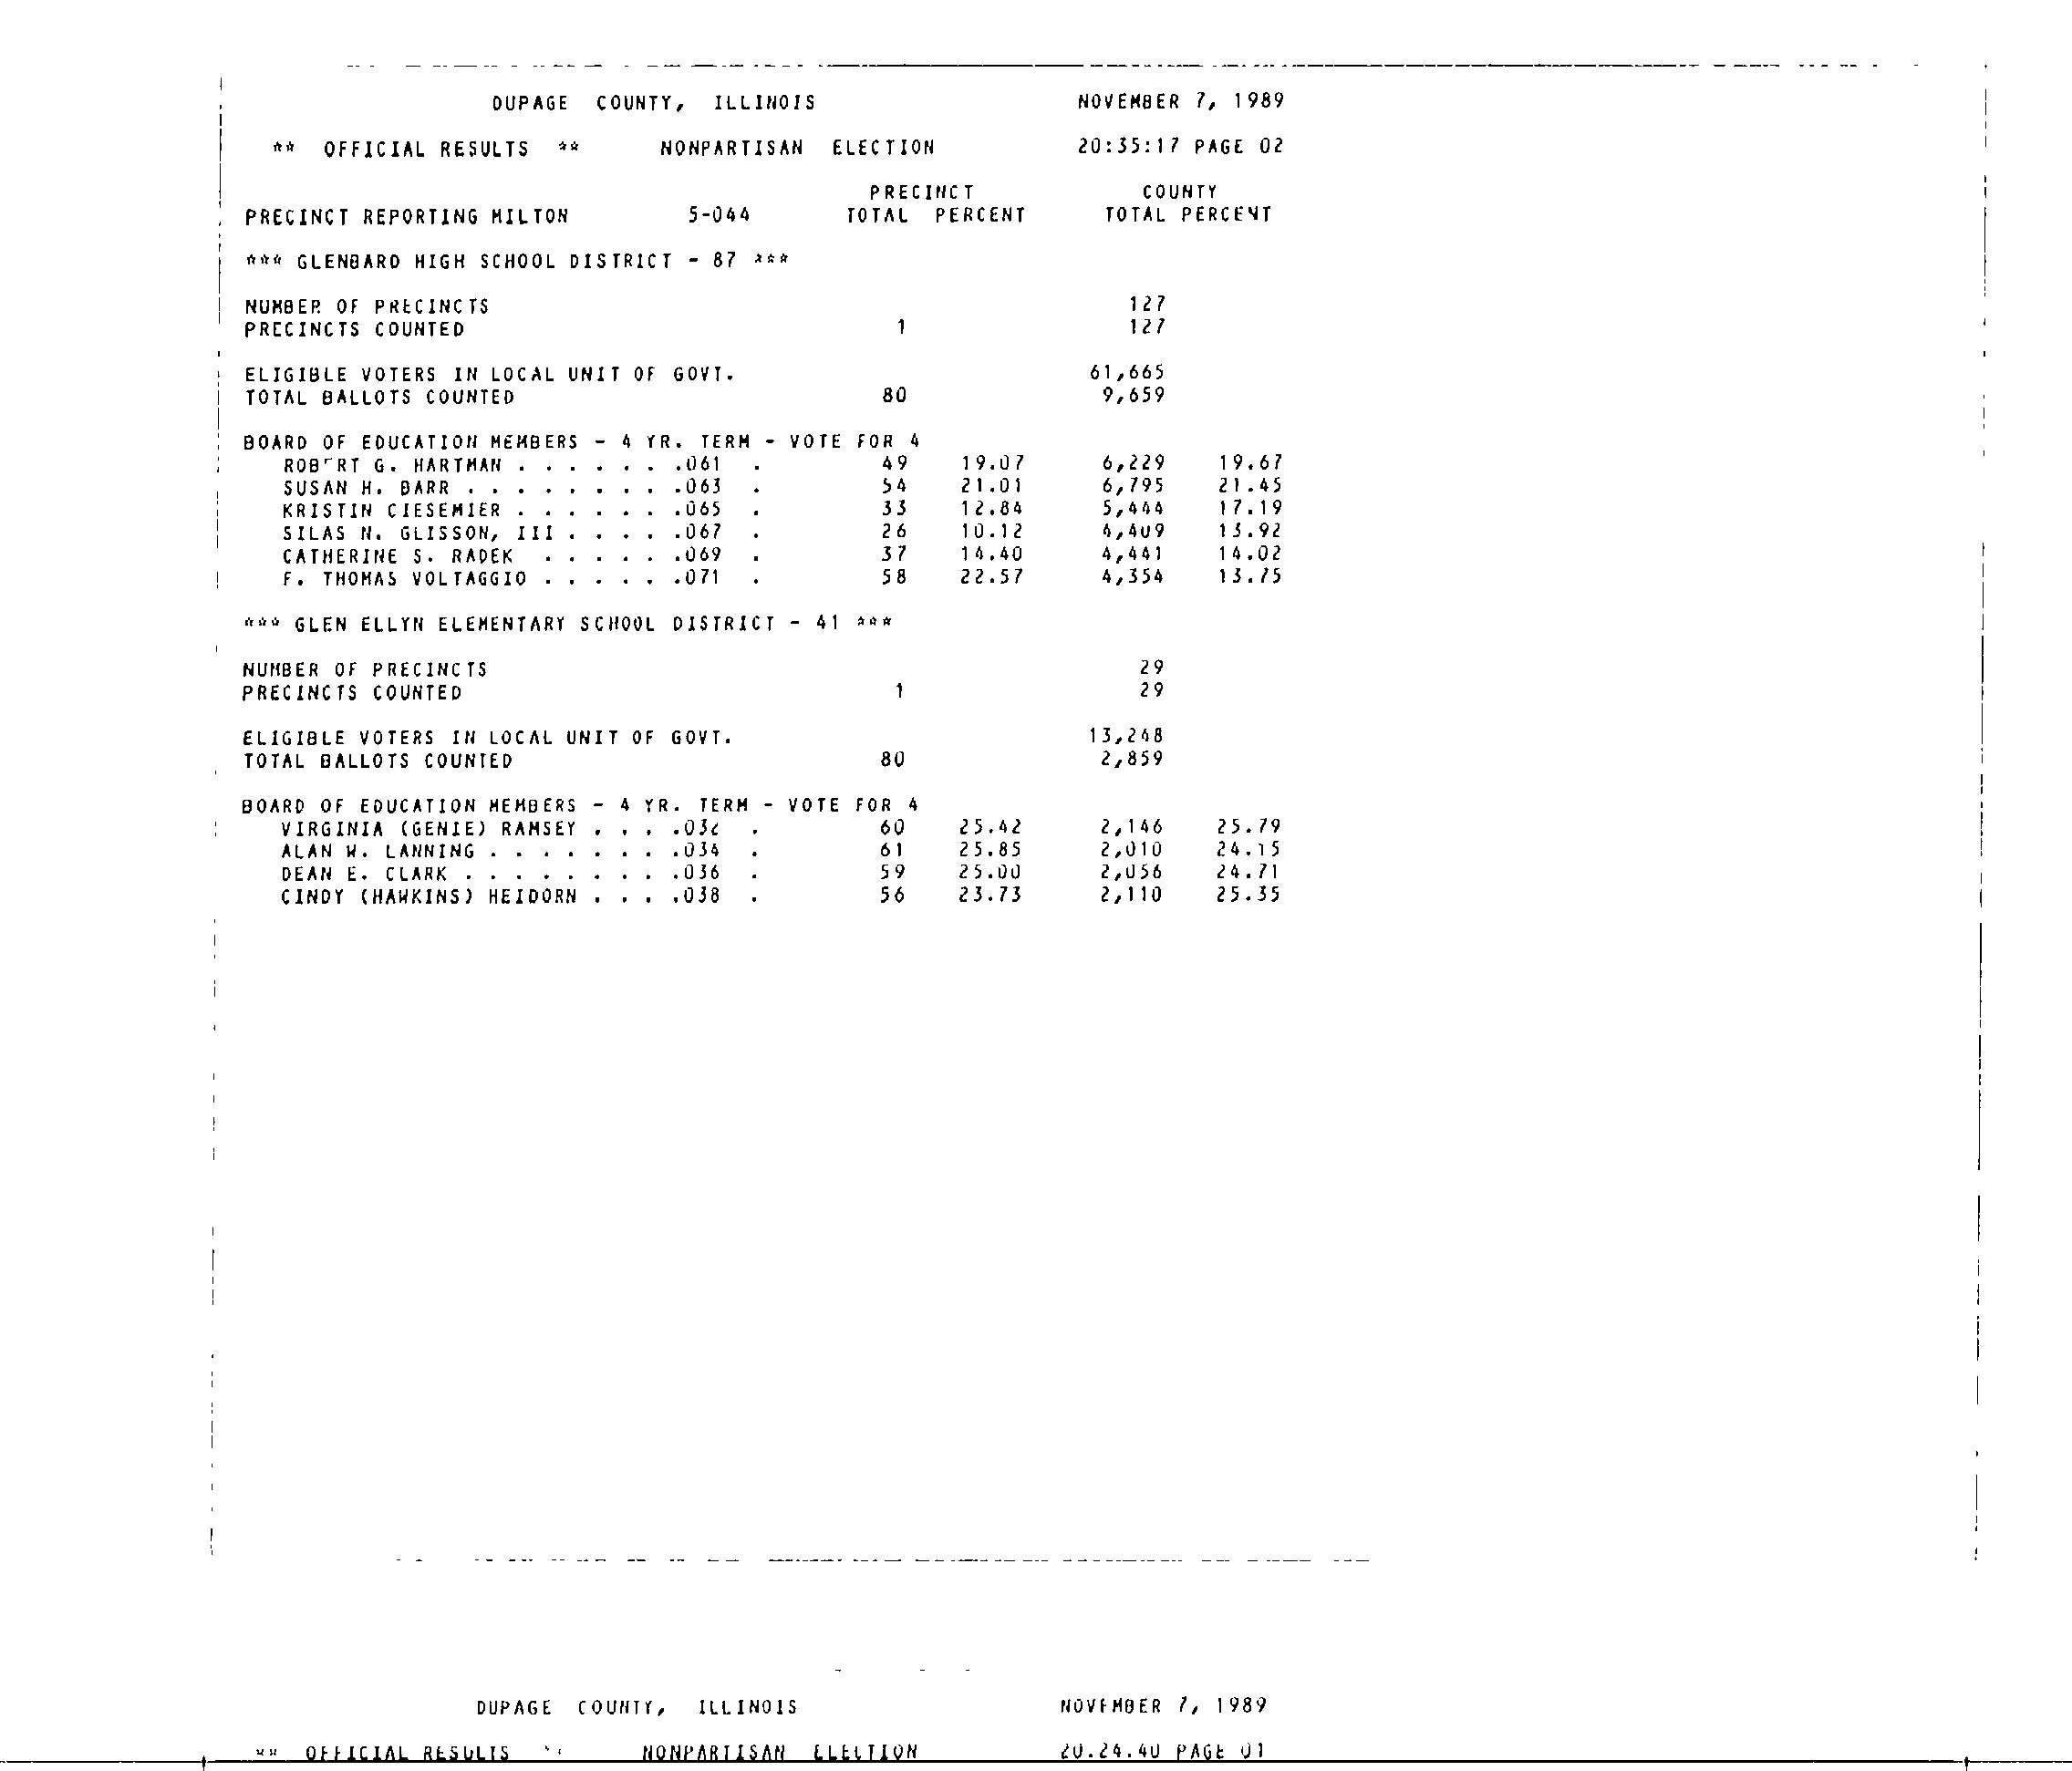 DUPAGE COUNTY, ILLINOIS NOVEMBER 7, 1989
** OFFICIAL RESULTS ** NONPARTISAN ELECTION 20:35:17 PAGE 02
PRECINCT COUNTY
PRECINCT REPORTING MILTON 5-044 TOTAL PERCENT TOTAL PERCENT
*** GLENBARD HIGH SCHOOL DISTRICT - 87 ***
NUMBER OF PRECINCTS 127
PRECINCTS COUNTED 1 127
ELIGIBLE VOTERS IN LOCAL UNIT OF GOVT. 61,665
TOTAL BALLOTS COUNTED 80 9,659
BOARD OF EDUCATION MEMBERS - 4 YR. TERM - VOTE FOR 4
ROBERT G. HARTMAN . . . . . . .061 . 49 19.07 6,229 19.67
SUSAN H. BARR . . . . . . . . .063 . 54 21.01 6,795 21.45
KRISTIN CIESEMIER . . . . . . .065 . 33 12.84 5,444 17.19
SILAS N. GLISSON, III . . . . .067 . 26 10.12 4,409 13.92
CATHERINE S. RADEK . . . . . .069 . 37 14.40 4,441 14.02
F. THOMAS VOLTAGGIO . . . . . .071 . 58 22.57 4,354 13.75
*** GLEN ELLYN ELEMENTARY SCHOOL DISTRICT - 41 ***
NUMBER OF PRECINCTS 29
PRECINCTS COUNTED 1 29
ELIGIBLE VOTERS IN LOCAL UNIT OF GOVT. 13,248
TOTAL BALLOTS COUNTED 80 2,859
BOARD OF EDUCATION MEMBERS - 4 YR. TERM - VOTE FOR 4
VIRGINIA (GENIE) RAMSEY . . . .032 . 60 25.42 2,146 25.79
ALAN W. LANNING . . . . . . . .034 . 61 25.85 2,010 24.15
DEAN E. CLARK . . . . . . . . .036 . 59 25.00 2,056 24.71
CINDY (HAWKINS) HEIDORN . . . .038 . 56 23.73 2,110 25.35
DUPAGE COUNTY, ILLINOIS NOVEMBER 7, 1989
** OFFICIAL RESULTS ** NONPARTISAN ELECTION 20.24.40 PAGE 01